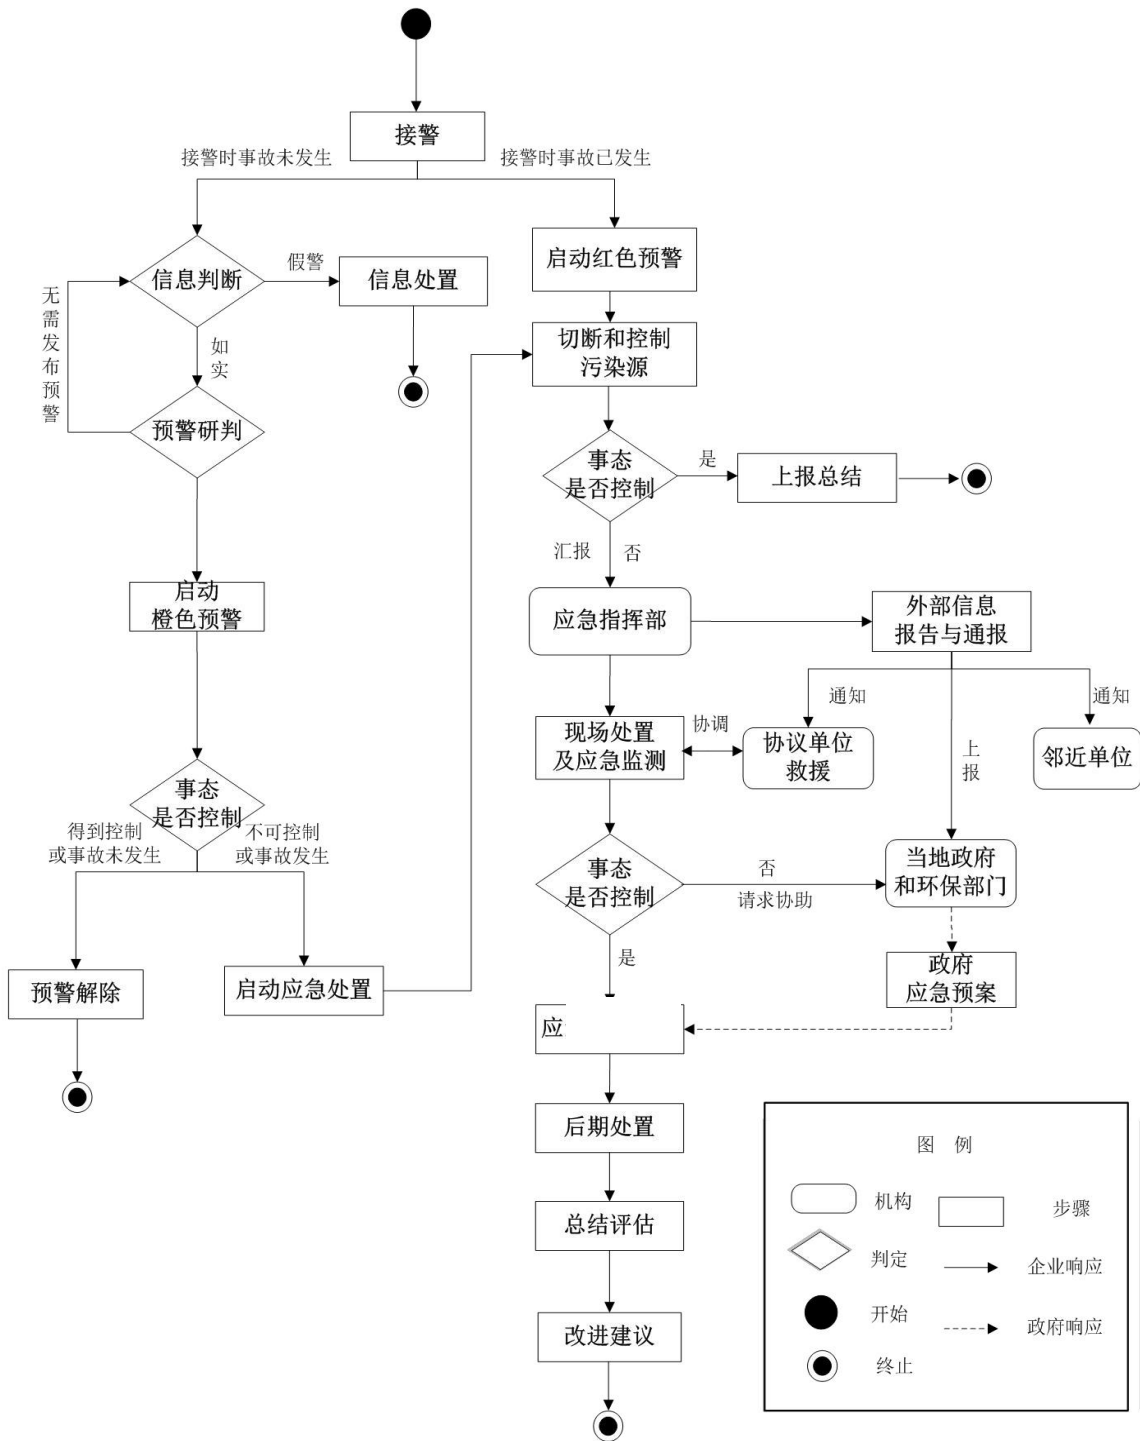 接警
接警时事故未发生
接警时事故已发生
信息判断
假警
信息处置
启动红色预警
无需发布预警
如实
切断和控制
污染源
预警研判
事态
是否控制
是
上报总结
汇报
否
启动
橙色预警
应急指挥部
外部信息
报告与通报
通知
通知
现场处置
及应急监测
协调
协议单位
救援
上报
邻近单位
事态
是否控制
得到控制
或事故未发生
不可控制
或事故发生
事态
是否控制
否
请求协助
当地政府
和环保部门
是
预警解除
启动应急处置
政府
应急预案
应
后期处置
总结评估
改进建议
图 例
机构
步骤
判定
企业响应
开始
政府响应
终止